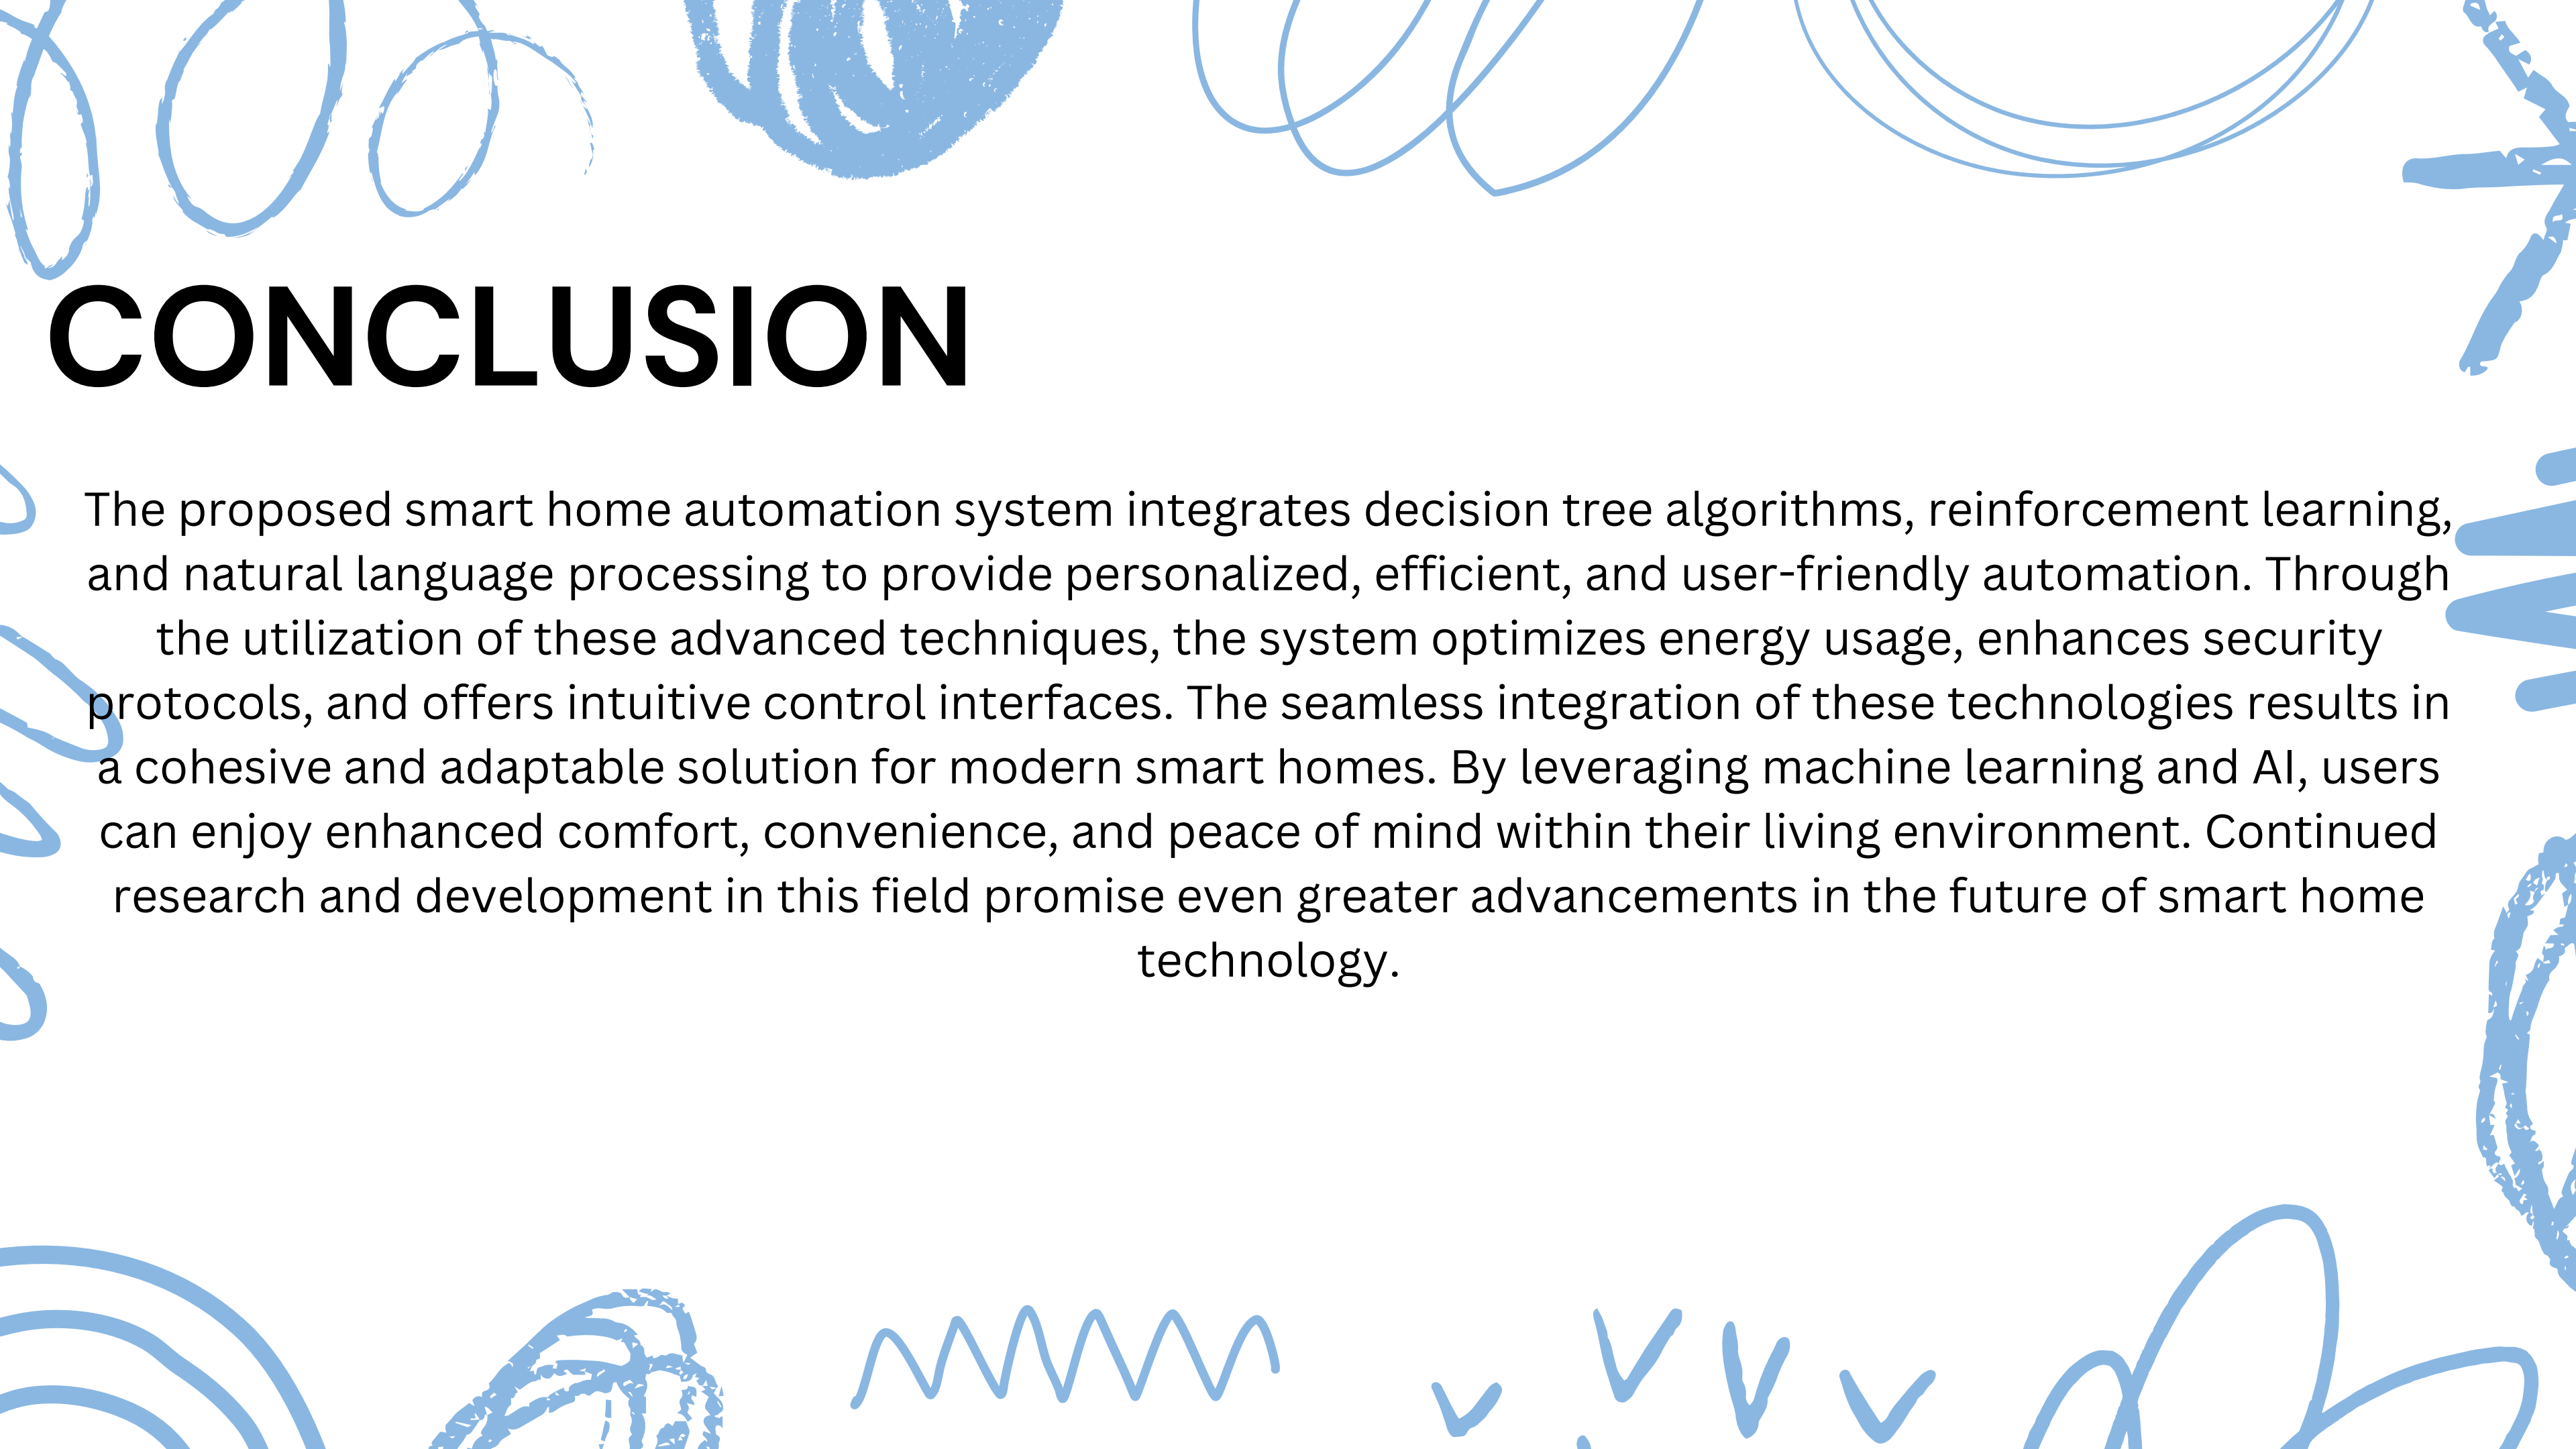 CONCLUSION
The proposed smart home automation system integrates decision tree algorithms, reinforcement learning,
and natural language processing to provide personalized, efficient, and user-friendly automation. Through
the utilization of these advanced techniques, the system optimizes energy usage, enhances security
protocols, and offers intuitive control interfaces. The seamless integration of these technologies results in
a cohesive and adaptable solution for modern smart homes. By leveraging machine learning and AI, users
can enjoy enhanced comfort, convenience, and peace of mind within their living environment. Continued
research and development in this field promise even greater advancements in the future of smart home
technology.